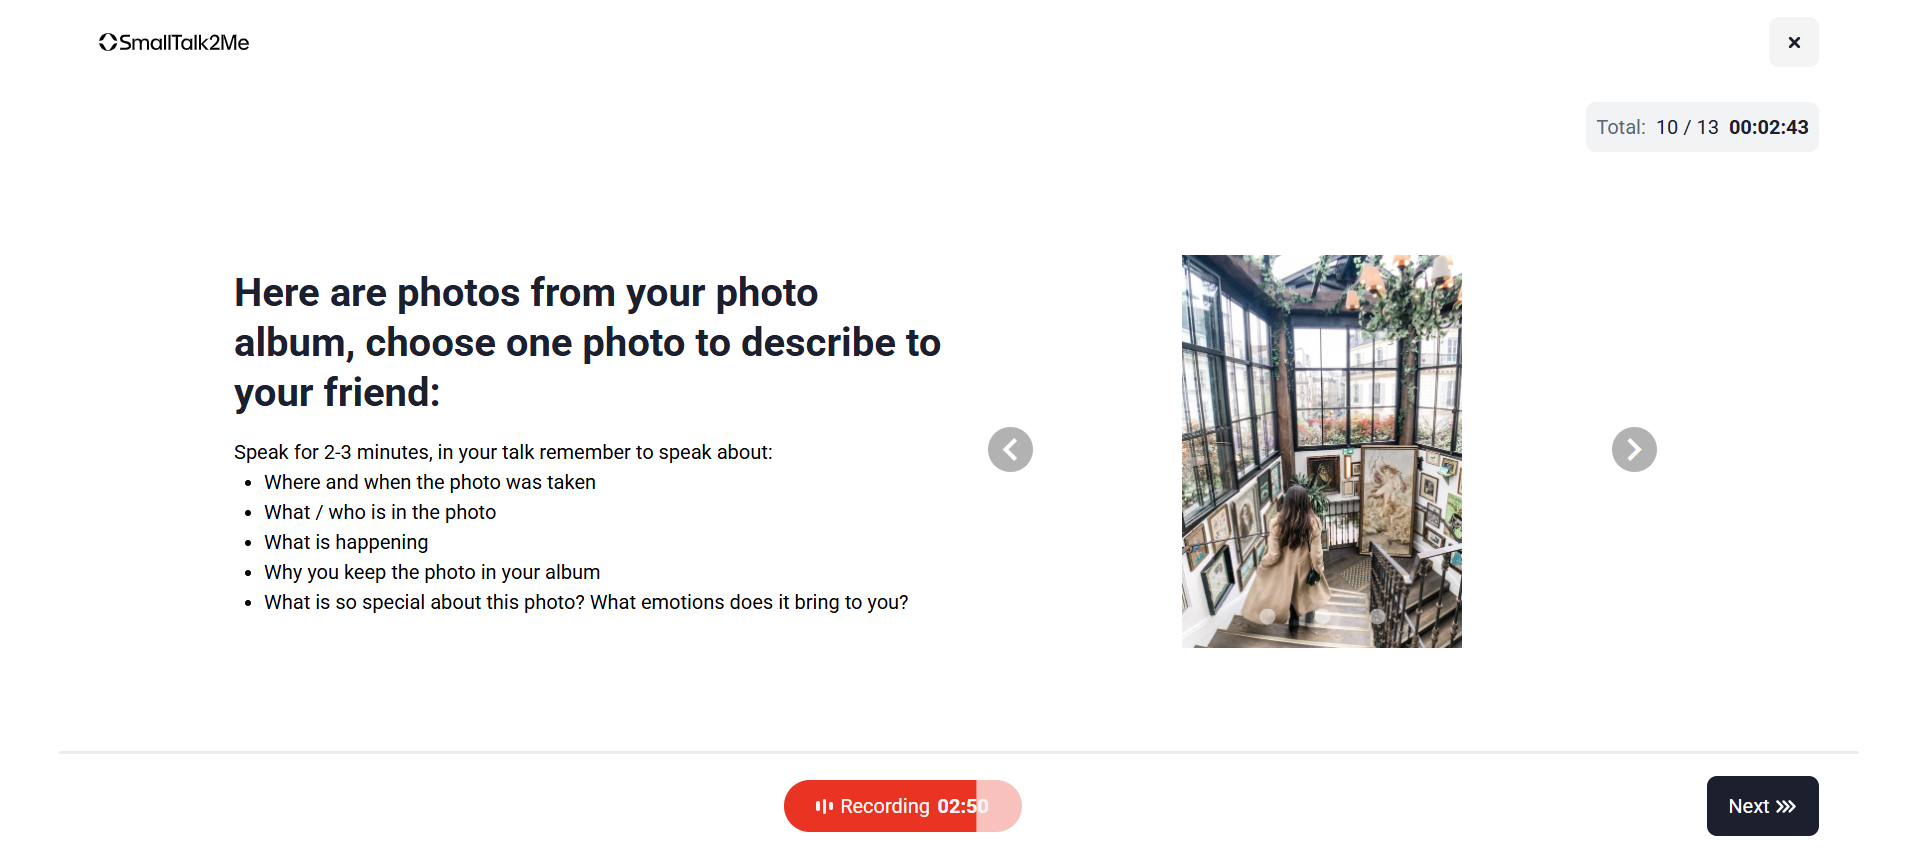 SmallTalk2Me
Total: 10 / 13 00:02:43
Here are photos from your photo
album, choose one photo to describe to
your friend:
Speak for 2-3 minutes, in your talk remember to speak about:
• Where and when the photo was taken
• What / who is in the photo
• What is happening
• Why you keep the photo in your album
• What is so special about this photo? What emotions does it bring to you?
Recording 02:50
Next